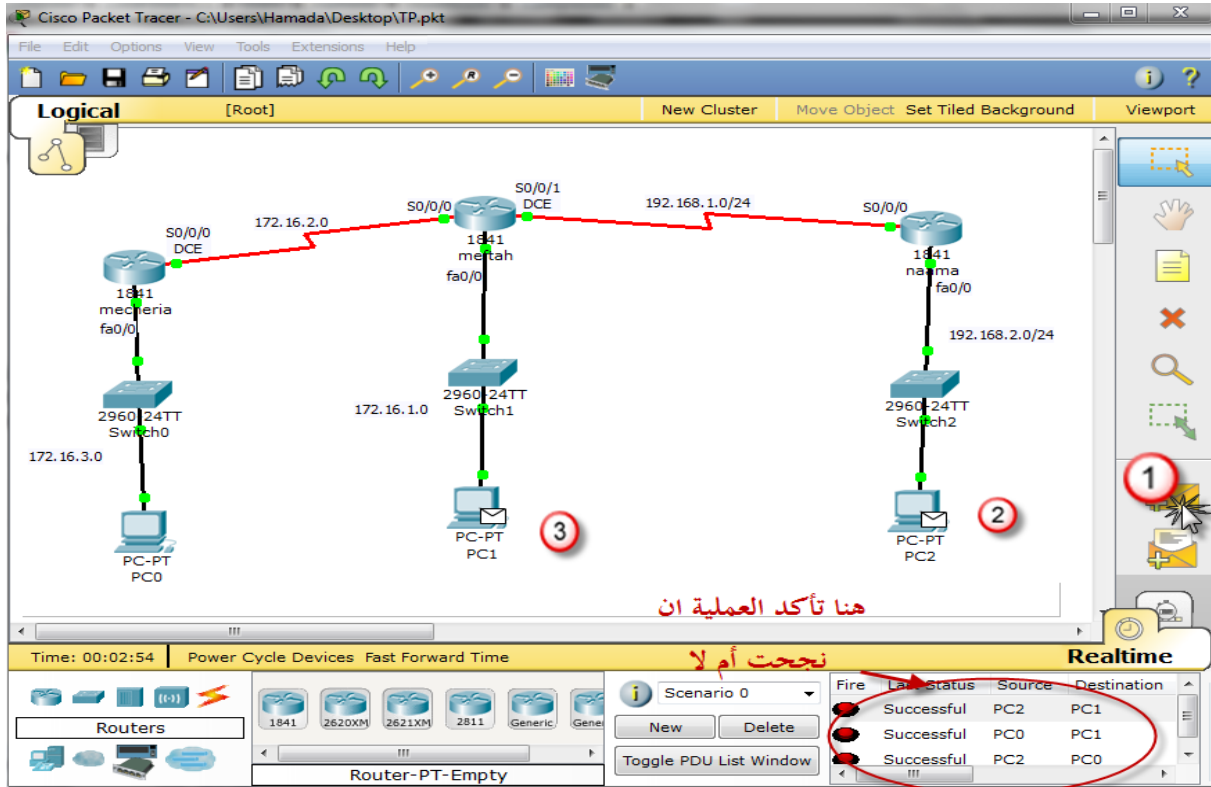 Cisco Packet Tracer - C:\Users\Hamada\Desktop\TP.pkt
File Edit Options View Tools Extensions Help
Logical [Root] New Cluster Move Object Set Tiled Background Viewport
S0/0/1
DCE
192.168.1.0/24
S0/0/0
S0/0/0
172.16.2.0
S0/0/0
DCE
1841
meftah
fa0/0
1841
naama
fa0/0
1841
mecheria
fa0/0
192.168.2.0/24
2960-24TT
Switch1
172.16.1.0
2960-24TT
Switch2
2960-24TT
Switch0
172.16.3.0
1
3
2
PC-PT
PC1
PC-PT
PC2
PC-PT
PC0
هنا تأكد العملية ان
نجحت أم لا
Time: 00:02:54 Power Cycle Devices Fast Forward Time Realtime
Routers
1841 2620XM 2621XM 2811 Generic Gene
Router-PT-Empty
Scenario 0
New Delete
Toggle PDU List Window
Fire Last Status Source Destination
Successful PC2 PC1
Successful PC0 PC1
Successful PC2 PC0